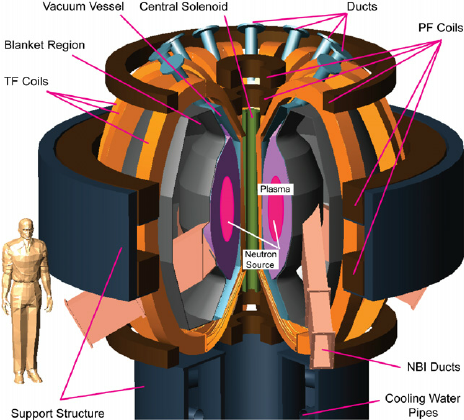 Vacuum Vessel
Central Solenoid
Ducts
PF Coils
Blanket Region
TF Coils
Plasma
Neutron
Source
NBI Ducts
Support Structure
Cooling Water
Pipes